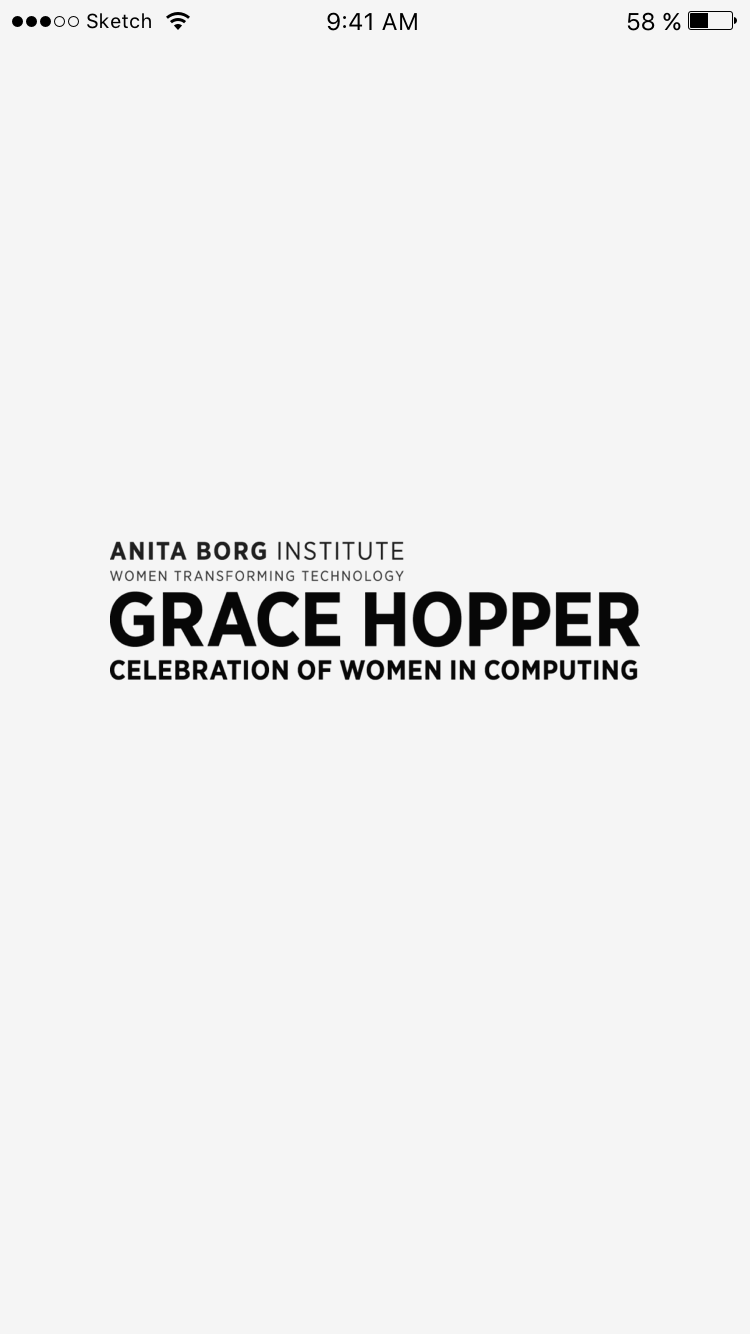 Sketch 9:41 AM 58 %
ANITA BORG INSTITUTE
WOMEN TRANSFORMING TECHNOLOGY
GRACE HOPPER
CELEBRATION OF WOMEN IN COMPUTING